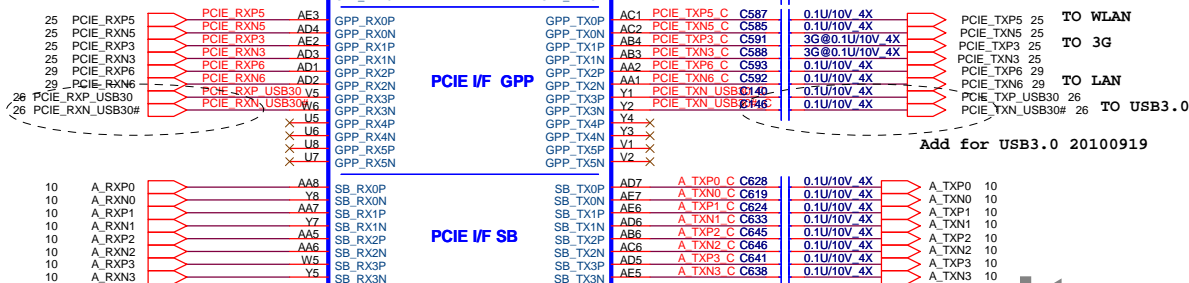 25 PCIE_RXP5 PCIE_RXP5 AE3 GPP_RX0P GPP_TX0P AC1 PCIE_TXP5_C C587 0.1U/10V_4X PCIE_TXP5 25 TO WLAN
25 PCIE_RXN5 PCIE_RXN5 AD4 GPP_RX0N GPP_TX0N AC2 PCIE_TXN5_C C585 0.1U/10V_4X PCIE_TXN5 25
25 PCIE_RXP3 PCIE_RXP3 AE2 GPP_RX1P GPP_TX1P AB4 PCIE_TXP3_C C591 3G@0.1U/10V_4X PCIE_TXP3 25 TO 3G
25 PCIE_RXN3 PCIE_RXN3 AD3 GPP_RX1N GPP_TX1N AB3 PCIE_TXN3_C C588 3G@0.1U/10V_4X PCIE_TXN3 25
29 PCIE_RXP6 PCIE_RXP6 AD1 GPP_RX2P GPP_TX2P AA2 PCIE_TXP6_C C593 0.1U/10V_4X PCIE_TXP6 29
29 PCIE_RXN6 PCIE_RXN6 AD2 GPP_RX2N PCIE I/F GPP GPP_TX2N AA1 PCIE_TXN6_C C592 0.1U/10V_4X PCIE_TXN6 29 TO LAN
26 PCIE_RXP_USB30 PCIE_RXP_USB30 V5 GPP_RX3P GPP_TX3P Y1 C140 0.1U/10V_4X PCIE_TXP_USB30 26
26 PCIE_RXN_USB30# W6 GPP_RX3N GPP_TX3N Y2 C146 0.1U/10V_4X PCIE_TXN_USB30# 26 TO USB3.0
U5 GPP_RX4P GPP_TX4P Y4
U6 GPP_RX4N GPP_TX4N Y3
U8 GPP_RX5P GPP_TX5P V1
U7 GPP_RX5N GPP_TX5N V2
Add for USB3.0 20100919
10 A_RXP0 AA8 SB_RX0P SB_TX0P AD7 A_TXP0_C C628 0.1U/10V_4X A_TXP0 10
10 A_RXN0 Y8 SB_RX0N SB_TX0N AE7 A_TXN0_C C619 0.1U/10V_4X A_TXN0 10
10 A_RXP1 AA7 SB_RX1P SB_TX1P AE6 A_TXP1_C C624 0.1U/10V_4X A_TXP1 10
10 A_RXN1 Y7 SB_RX1N SB_TX1N AD6 A_TXN1_C C633 0.1U/10V_4X A_TXN1 10
10 A_RXP2 AA5 SB_RX2P PCIE I/F SB SB_TX2P AB6 A_TXP2_C C645 0.1U/10V_4X A_TXP2 10
10 A_RXN2 AA6 SB_RX2N SB_TX2N AC6 A_TXN2_C C646 0.1U/10V_4X A_TXN2 10
10 A_RXP3 W5 SB_RX3P SB_TX3P AD5 A_TXP3_C C641 0.1U/10V_4X A_TXP3 10
10 A_RXN3 Y5 SB_RX3N SB_TX3N AE5 A_TXN3_C C638 0.1U/10V_4X A_TXN3 10